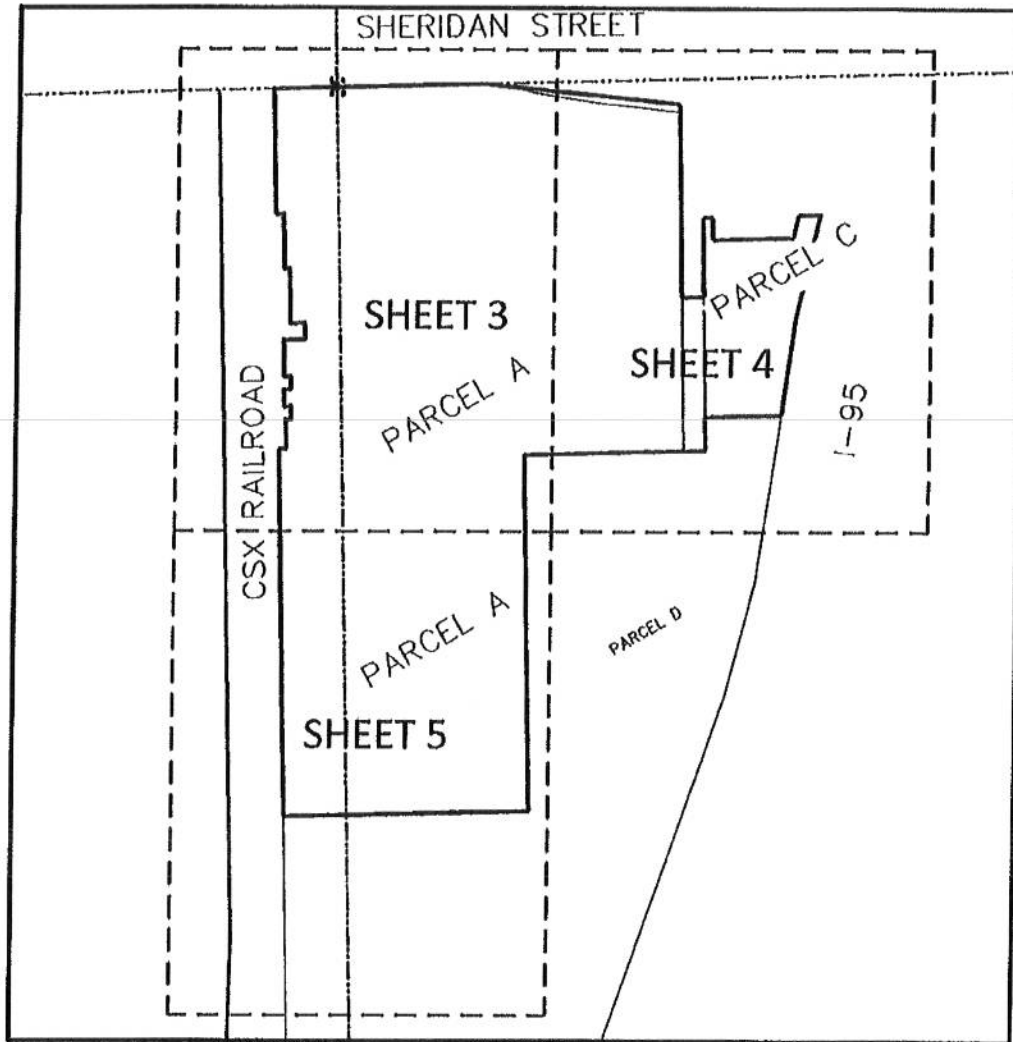 SHERIDAN STREET
PARCEL C
SHEET 3
SHEET 4
PARCEL A
I-95
CSX RAILROAD
PARCEL A
PARCEL D
SHEET 5